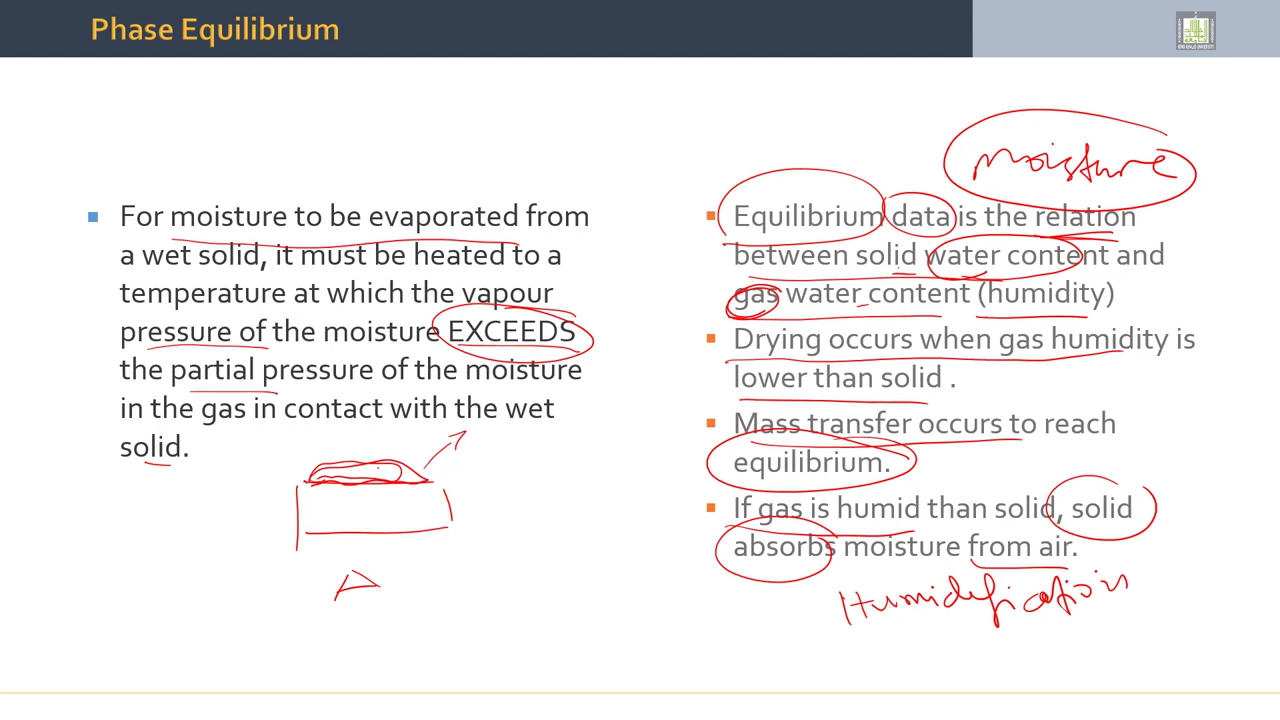 Phase Equilibrium
For moisture to be evaporated from
a wet solid, it must be heated to a
temperature at which the vapour
pressure of the moisture EXCEEDS
the partial pressure of the moisture
in the gas in contact with the wet
solid.
moisture
Equilibrium data is the relation
between solid water content and
gas water content (humidity)
Drying occurs when gas humidity is
lower than solid .
Mass transfer occurs to reach
equilibrium.
If gas is humid than solid, solid
absorbs moisture from air.
Humidification